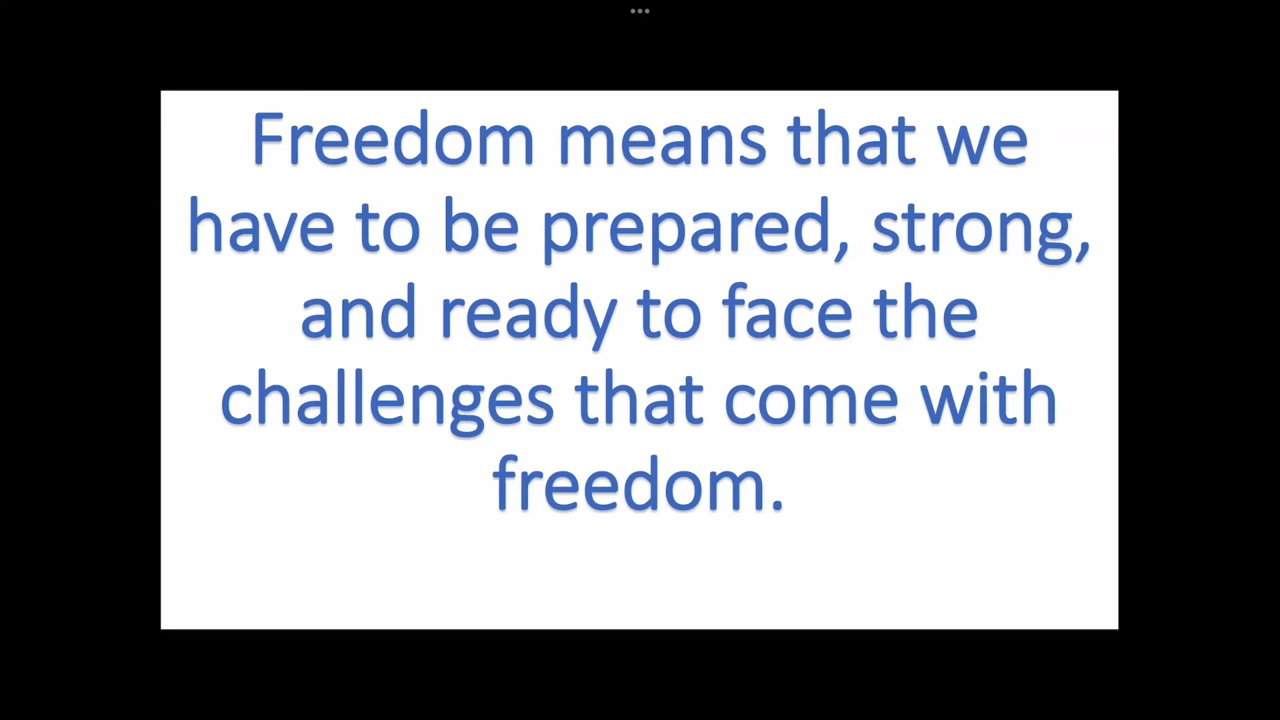 Freedom means that we
have to be prepared, strong,
and ready to face the
challenges that come with
freedom.